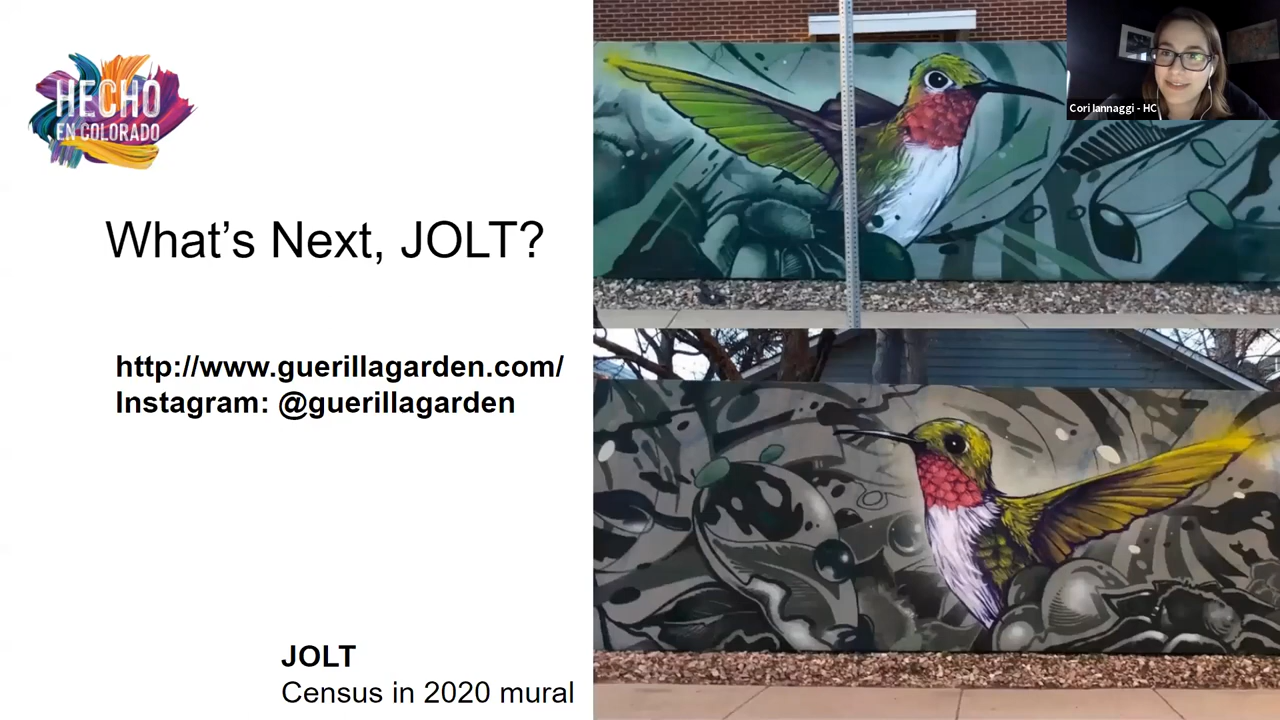 HECHO
EN COLORADO
What's Next, JOLT?
http://www.guerillagarden.com/
Instagram: @guerillagarden
JOLT
Census in 2020 mural
Cori Iannaggi - HC